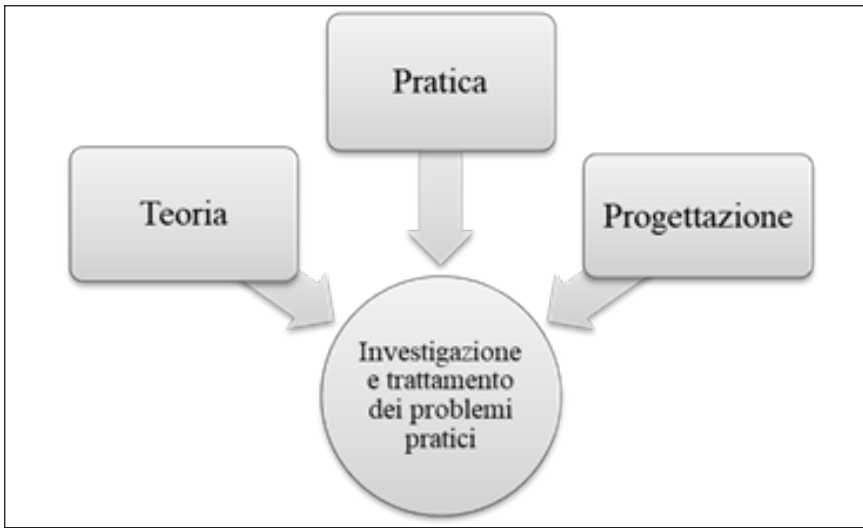 Pratica
Teoria
Progettazione
Investigazione
e trattamento
dei problemi
pratici